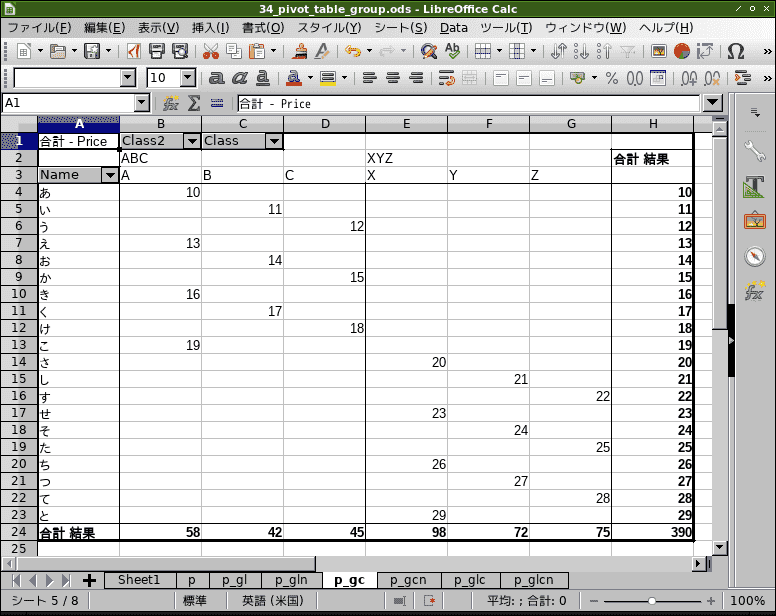 34_pivot_table_group.ods - LibreOffice Calc
ファイル(F) 編集(E) 表示(V) 挿入(I) 書式(O) スタイル(Y) シート(S) Data ツール(T) ウィンドウ(W) ヘルプ(H)
10
A1 合計 - Price
A B C D E F G H
1 合計 - Price Class2 Class
2 ABC XYZ 合計 結果
3 Name A B C X Y Z
4 あ 10 10
5 い 11 11
6 う 12 12
7 え 13 13
8 お 14 14
9 か 15 15
10 き 16 16
11 く 17 17
12 け 18 18
13 こ 19 19
14 さ 20 20
15 し 21 21
16 す 22 22
17 せ 23 23
18 そ 24 24
19 た 25 25
20 ち 26 26
21 つ 27 27
22 て 28 28
23 と 29 29
24 合計 結果 58 42 45 98 72 75 390
25
Sheet1 p p_gl p_gln p_gc p_gcn p_glc p_glcn
シート 5 / 8 標準 英語 (米国) 平均: ; 合計: 0 100%